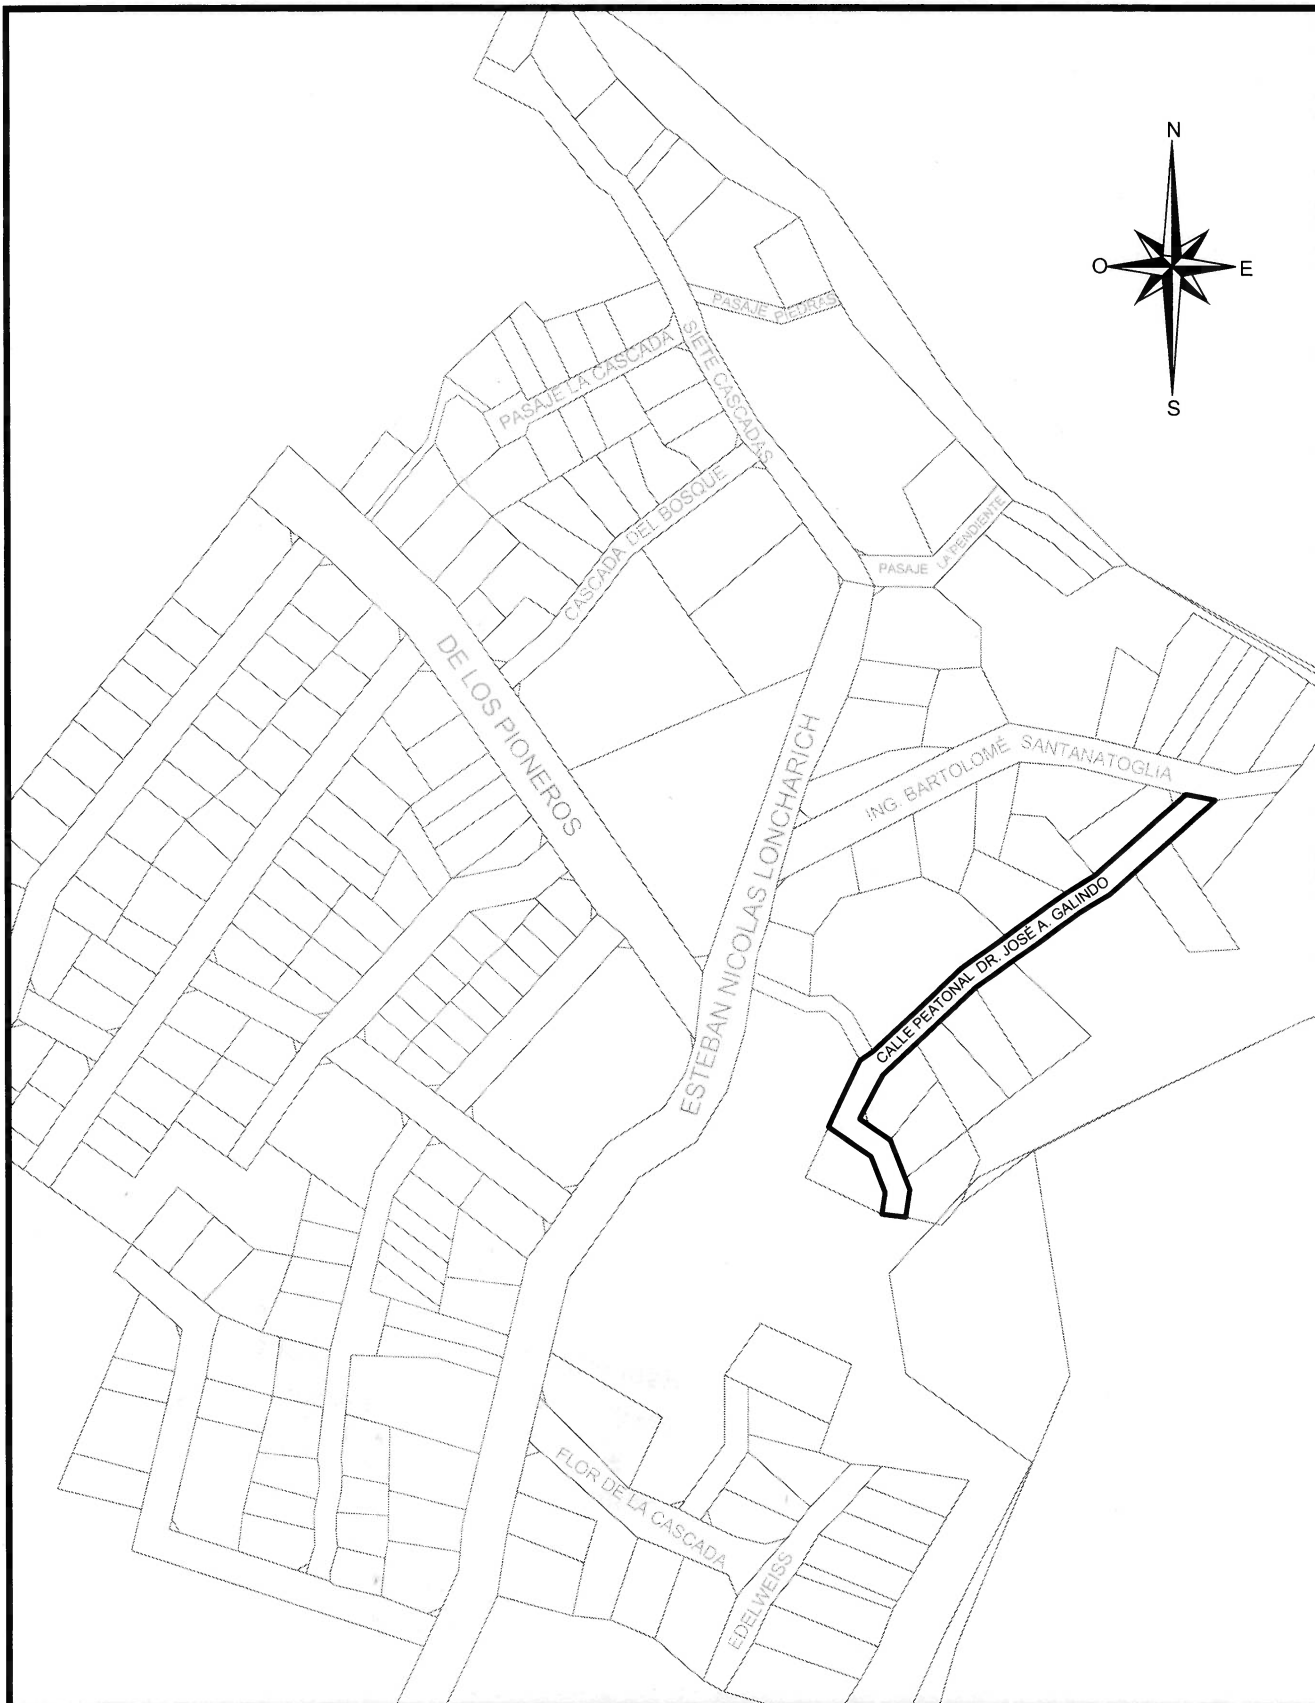 N
O
E
S
PASAJE PIEDRAS
SIETE CASCADAS
PASAJE LA CASCADA
CASCADA DEL BOSQUE
PASAJE LA PENDIENTE
DE LOS PIONEROS
ESTEBAN NICOLAS LONCHARICH
ING. BARTOLOMÉ SANTANATOGLIA
CALLE PEATONAL DR. JOSÉ A. GALINDO
FLOR DE LA CASCADA
EDELWEISS